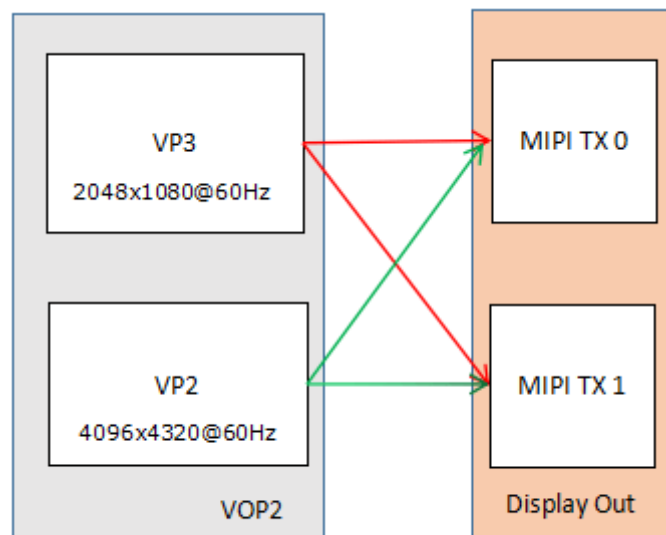 VP3
2048x1080@60Hz
VP2
4096x4320@60Hz
VOP2
MIPI TX 0
MIPI TX 1
Display Out